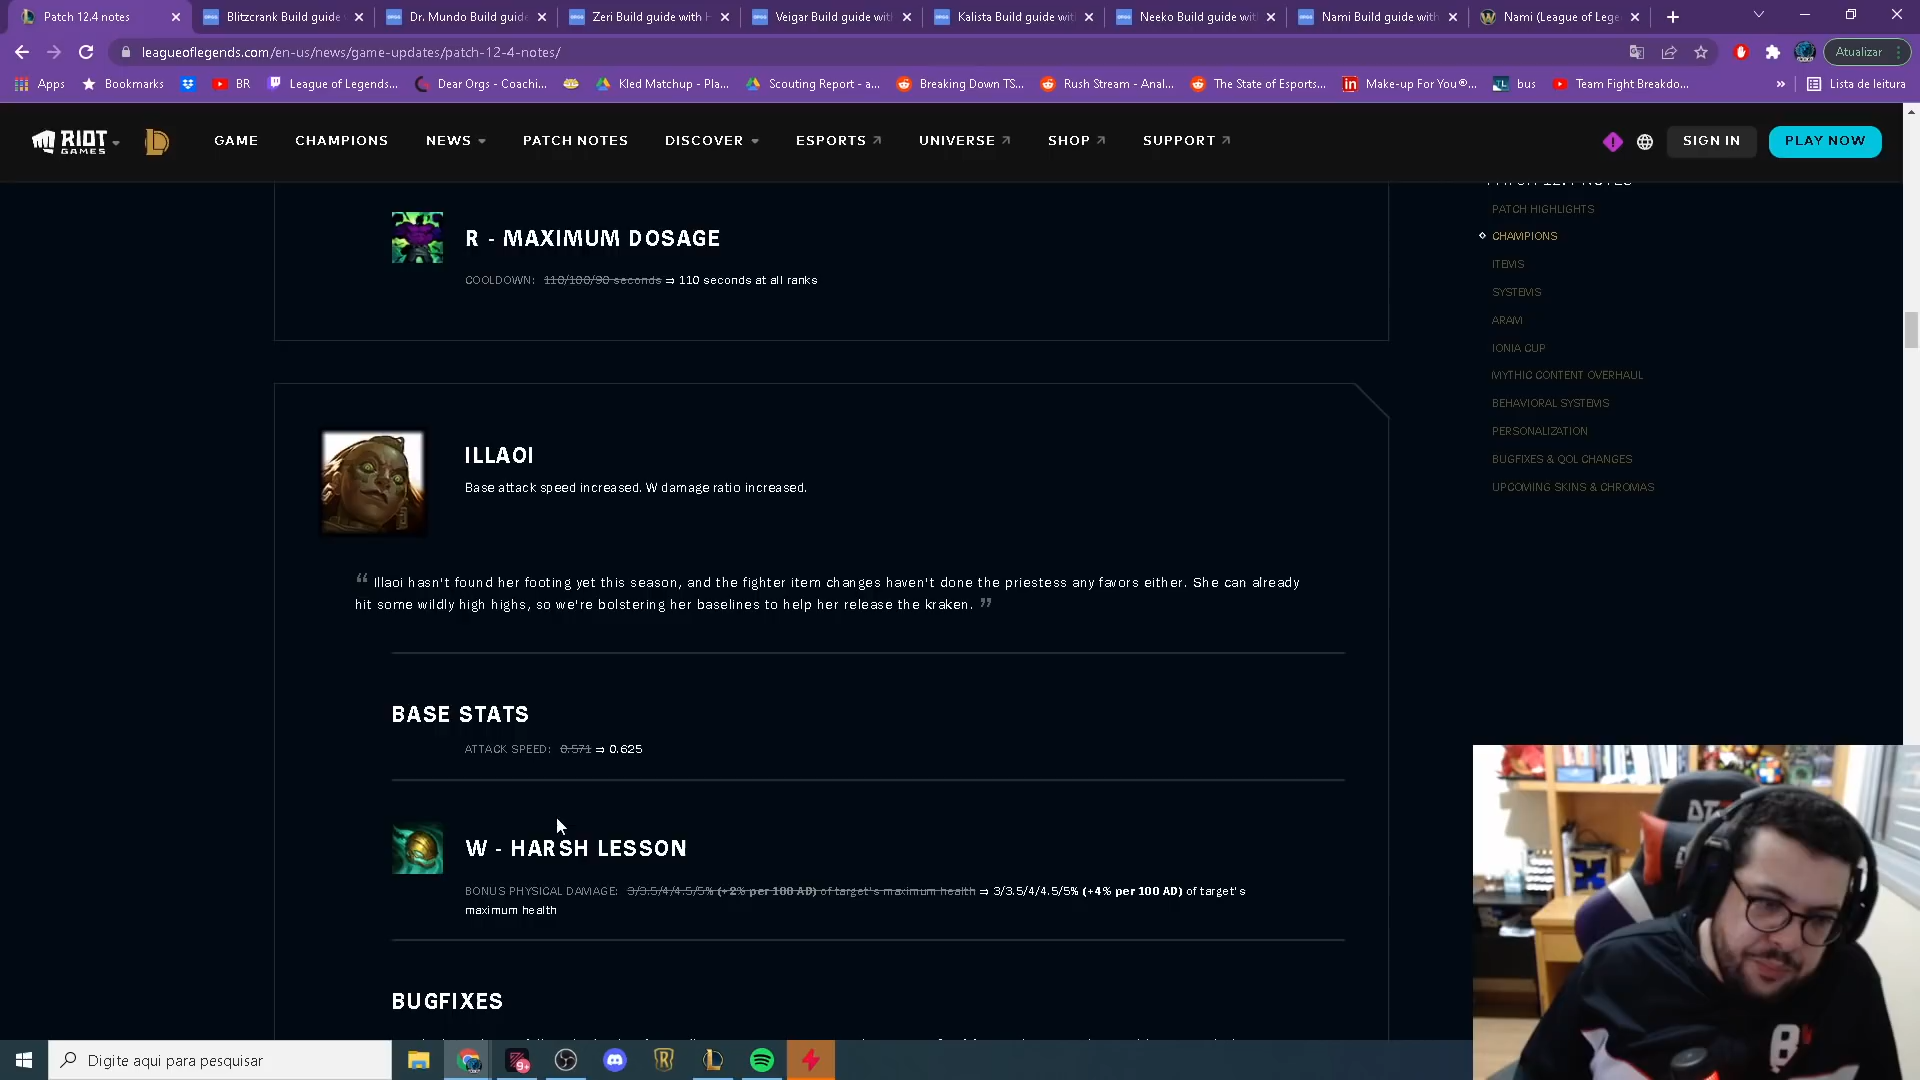 Patch 12.4 notes
Blitzcrank Build guide
Dr. Mundo Build guide
Zeri Build guide with
Veigar Build guide wit
Kalista Build guide wit
Neeko Build guide wit
Nami Build guide with
Nami (League of Lege
leagueoflegends.com/en-us/news/game-updates/patch-12-4-notes/
Atualizar
Apps
Bookmarks
BR
League of Legends...
Dear Orgs - Coachi...
Kled Matchup - Pla...
Scouting Report - a...
Breaking Down TS...
Rush Stream - Anal...
The State of Esports...
Make-up For You®...
bus
Team Fight Breakdo...
»
Lista de leitura
RIOT GAMES
GAME
CHAMPIONS
NEWS
PATCH NOTES
DISCOVER
ESPORTS
UNIVERSE
SHOP
SUPPORT
SIGN IN
PLAY NOW
PATCH 12.4 NOTES
PATCH HIGHLIGHTS
CHAMPIONS
ITEMS
SYSTEMS
ARAM
IONIA CUP
MYTHIC CONTENT OVERHAUL
BEHAVIORAL SYSTEMS
PERSONALIZATION
BUGFIXES & QOL CHANGES
UPCOMING SKINS & CHROMAS
R - MAXIMUM DOSAGE
COOLDOWN: 110/100/90 seconds ⇒ 110 seconds at all ranks
ILLAOI
Base attack speed increased. W damage ratio increased.
“ Illaoi hasn't found her footing yet this season, and the fighter item changes haven't done the priestess any favors either. She can already
hit some wildly high highs, so we're bolstering her baselines to help her release the kraken. ”
BASE STATS
ATTACK SPEED: 0.571 ⇒ 0.625
W - HARSH LESSON
BONUS PHYSICAL DAMAGE: 3/3.5/4/4.5/5% (+2% per 100 AD) of target's maximum health ⇒ 3/3.5/4/4.5/5% (+4% per 100 AD) of target's
maximum health
BUGFIXES
Digite aqui para pesquisar
9+